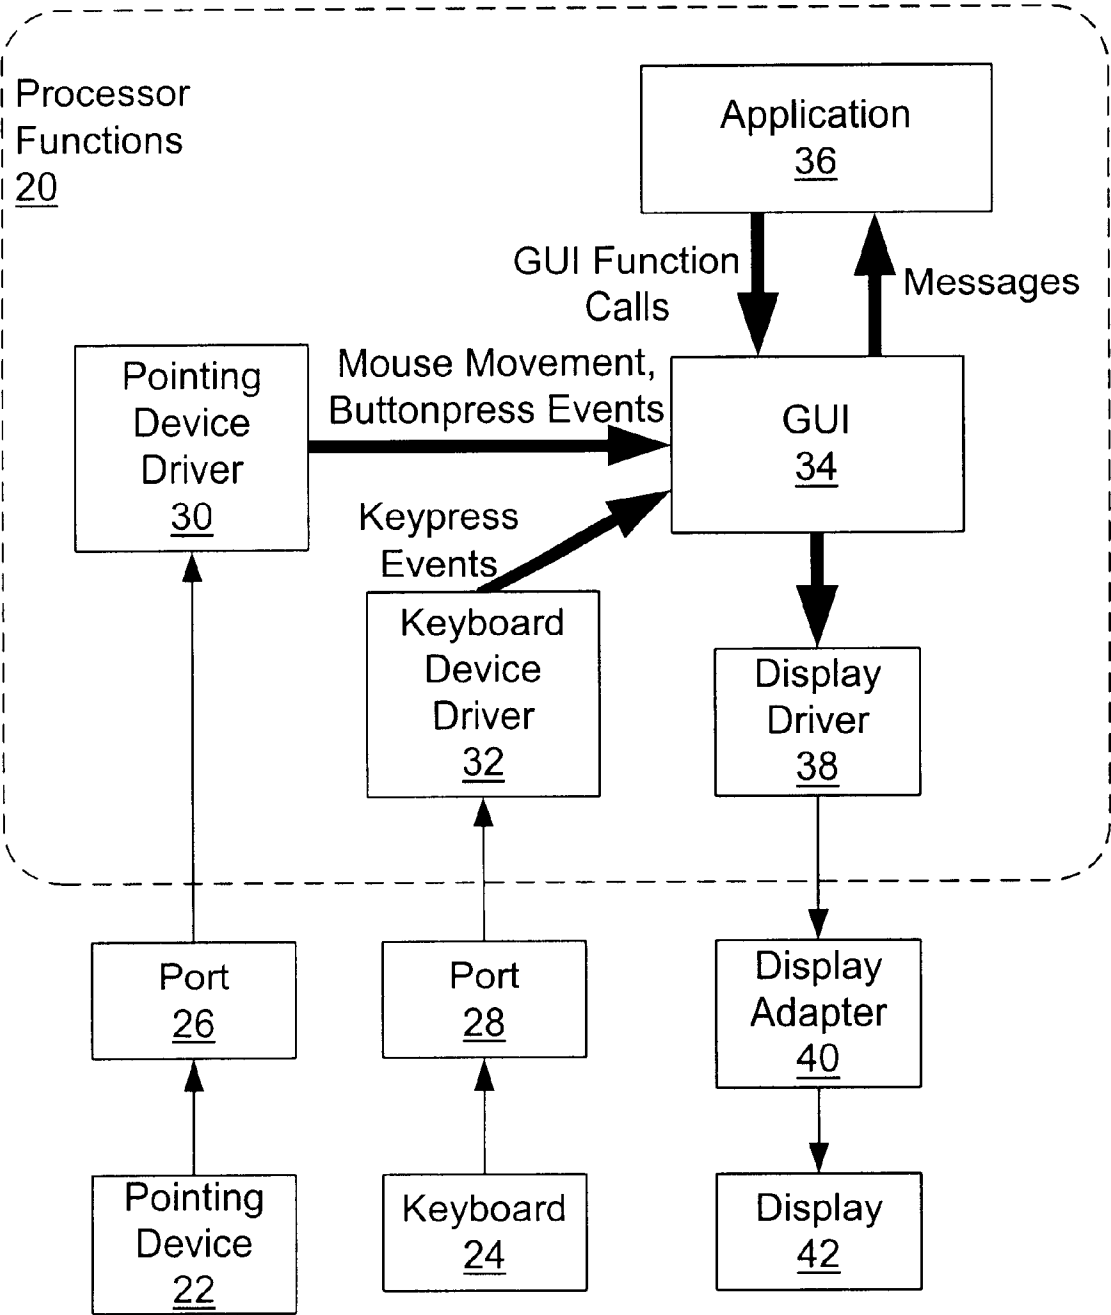 Processor
Functions
20
Application
36
GUI Function
Calls
Messages
Pointing
Device
Driver
30
Mouse Movement,
Buttonpress Events
GUI
34
Keypress
Events
Keyboard
Device
Driver
32
Display
Driver
38
Port
26
Port
28
Display
Adapter
40
Pointing
Device
22
Keyboard
24
Display
42